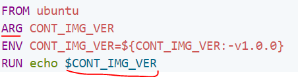 FROM ubuntu
ARG CONT_IMG_VER
ENV CONT_IMG_VER=${CONT_IMG_VER:-v1.0.0}
RUN echo $CONT_IMG_VER